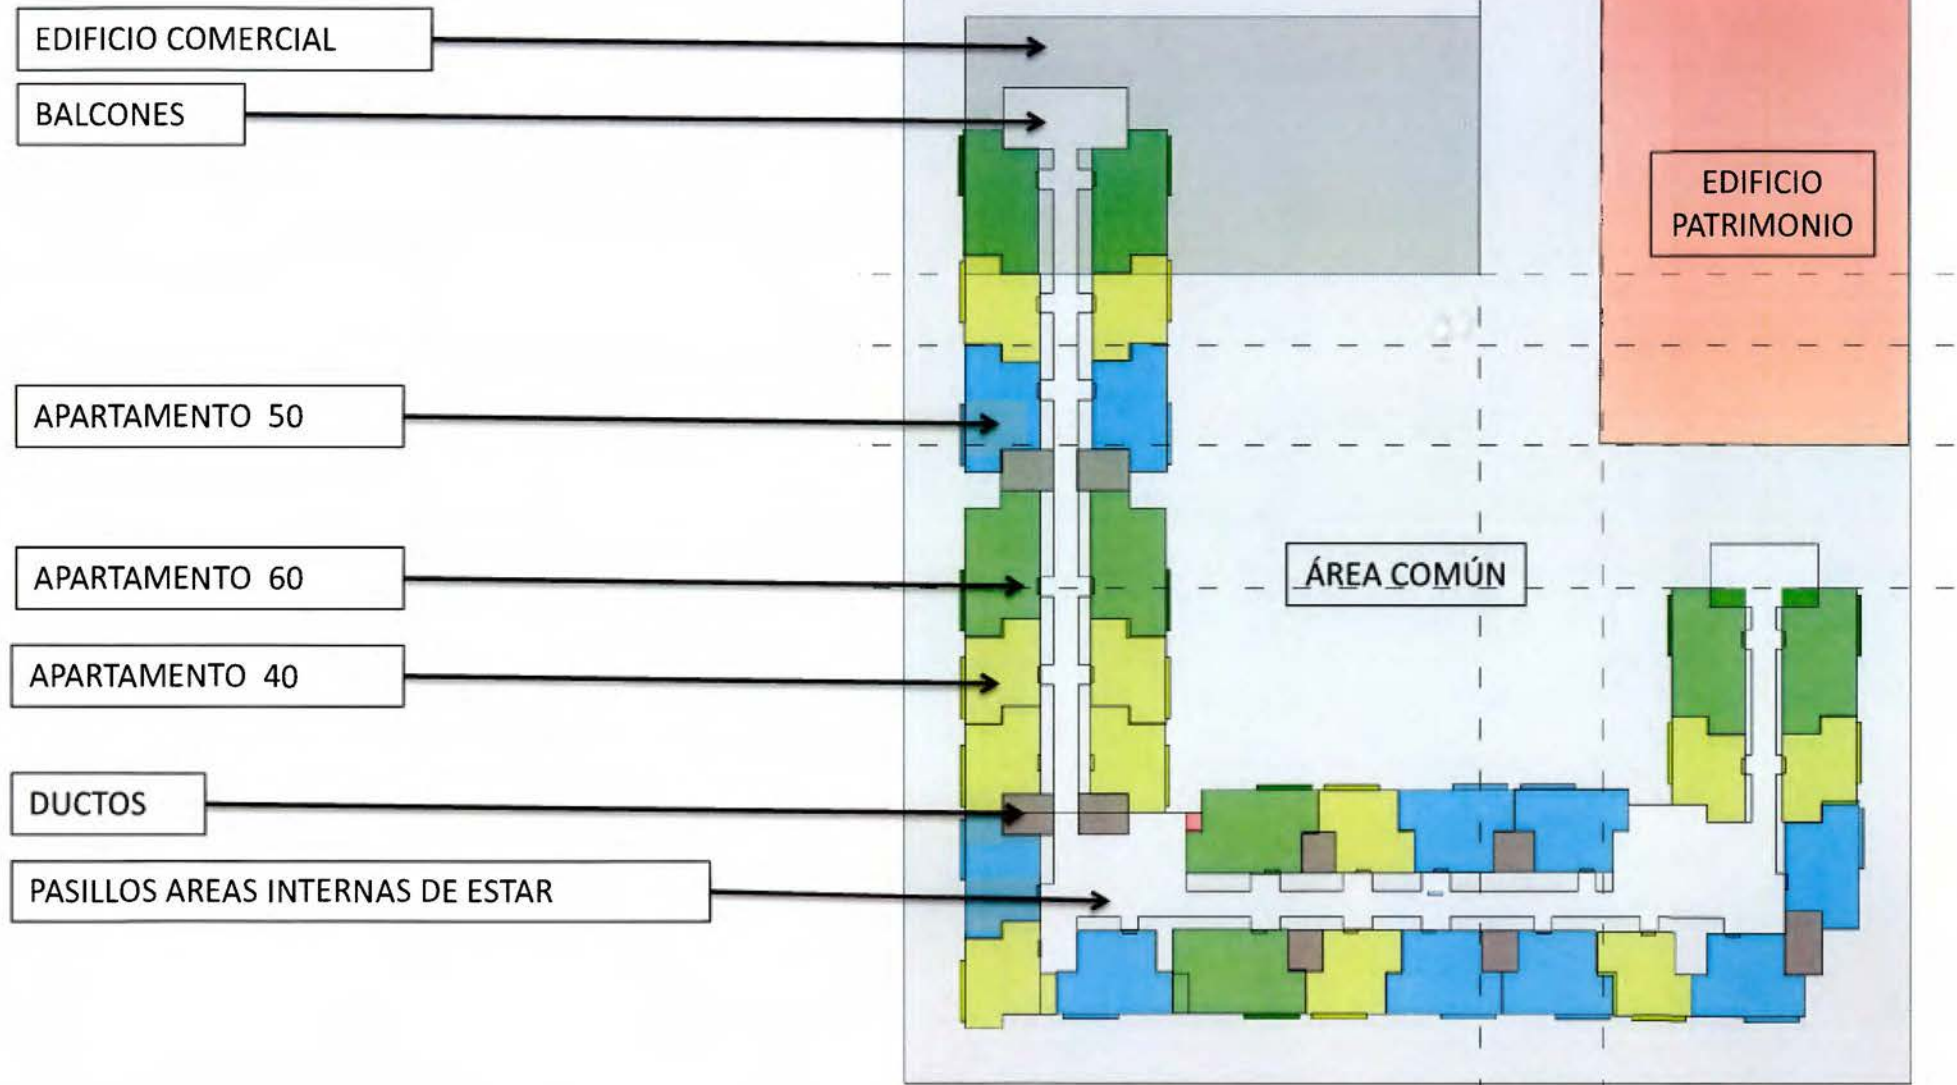 EDIFICIO COMERCIAL
BALCONES
EDIFICIO
PATRIMONIO
APARTAMENTO 50
APARTAMENTO 60
ÁREA COMÚN
APARTAMENTO 40
DUCTOS
PASILLOS AREAS INTERNAS DE ESTAR